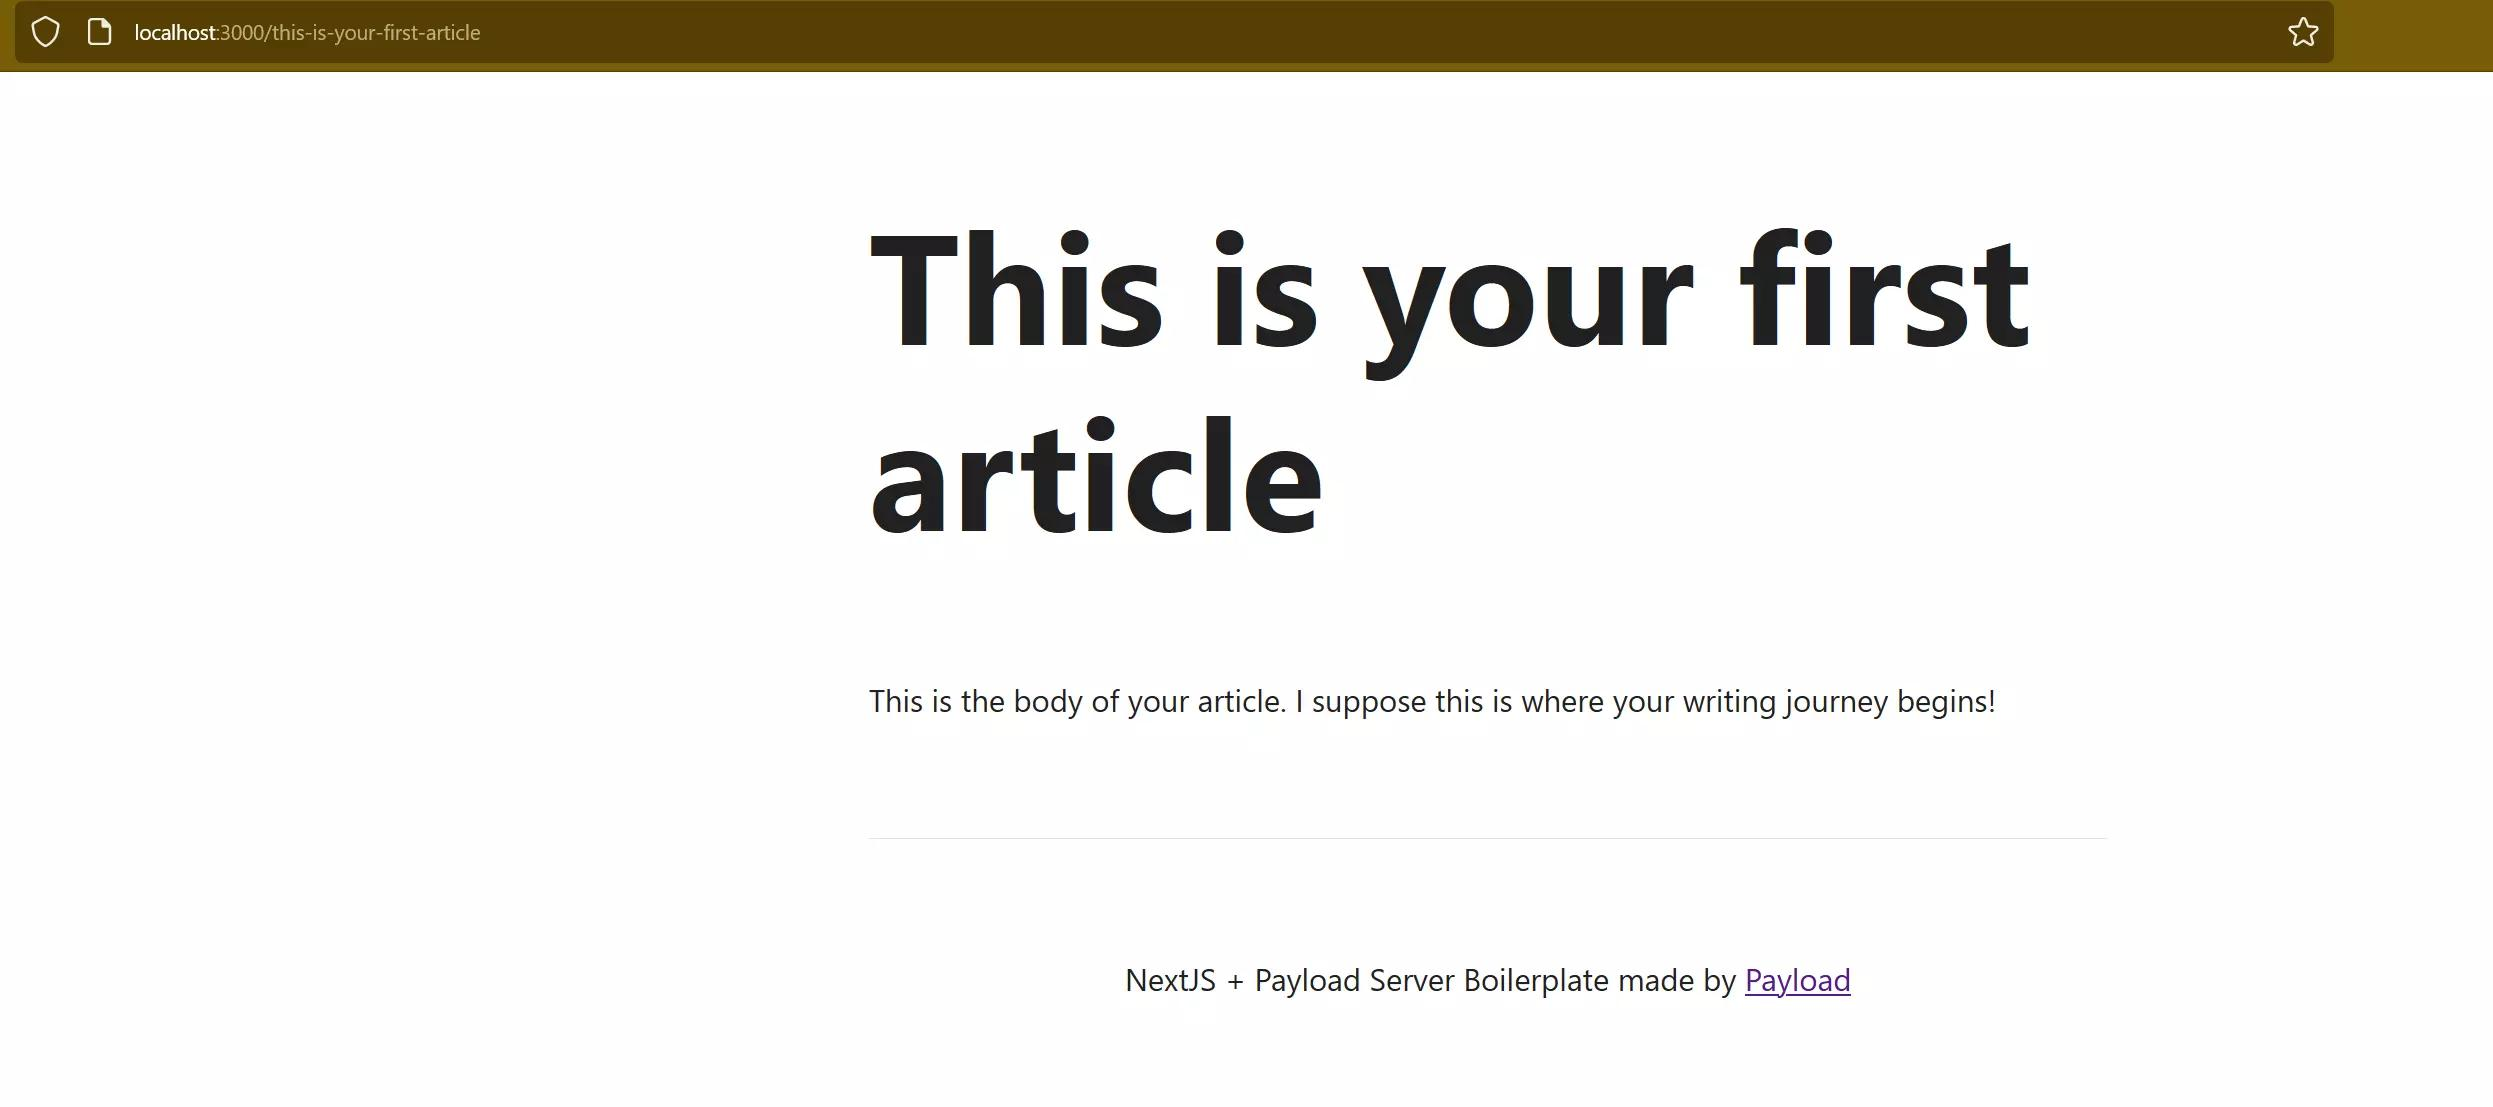 localhost:3000/this-is-your-first-article
This is your first
article
This is the body of your article. I suppose this is where your writing journey begins!
NextJS + Payload Server Boilerplate made by Payload